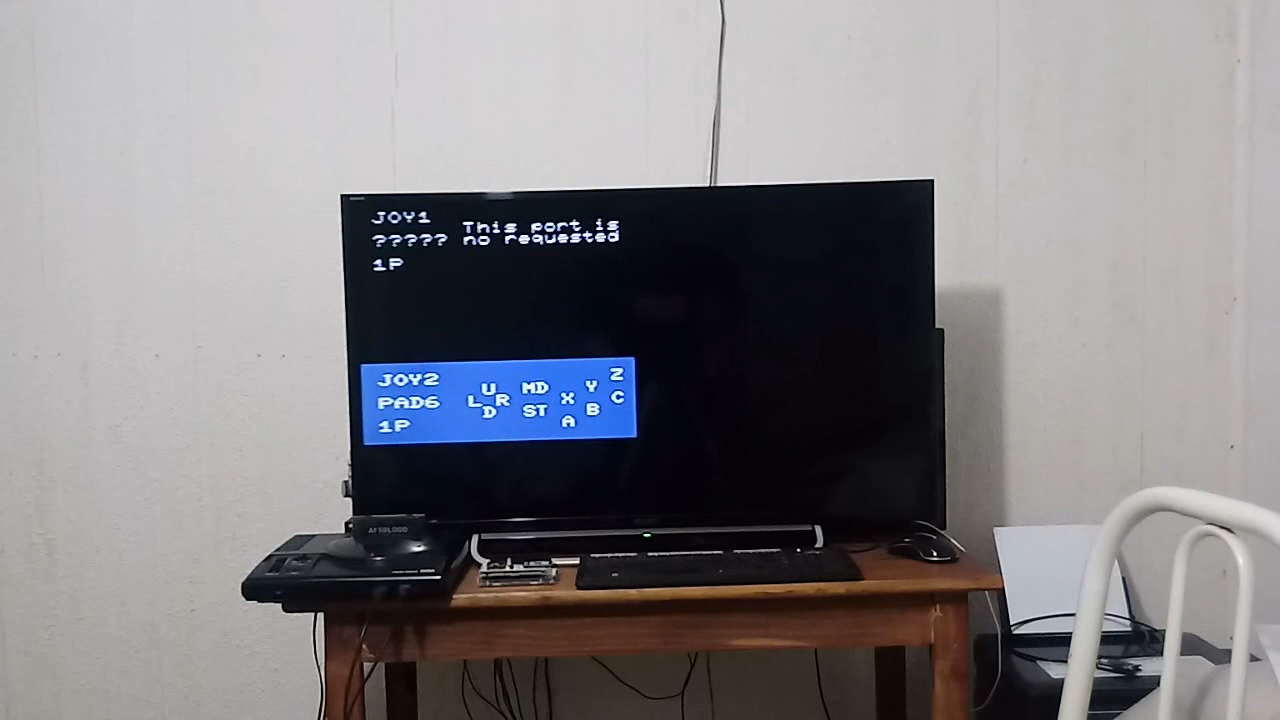 JOY1
This port is
????? no requested
1P
JOY2
PAD6
1P
U
L R
D
MD
ST
X Y Z
A B C